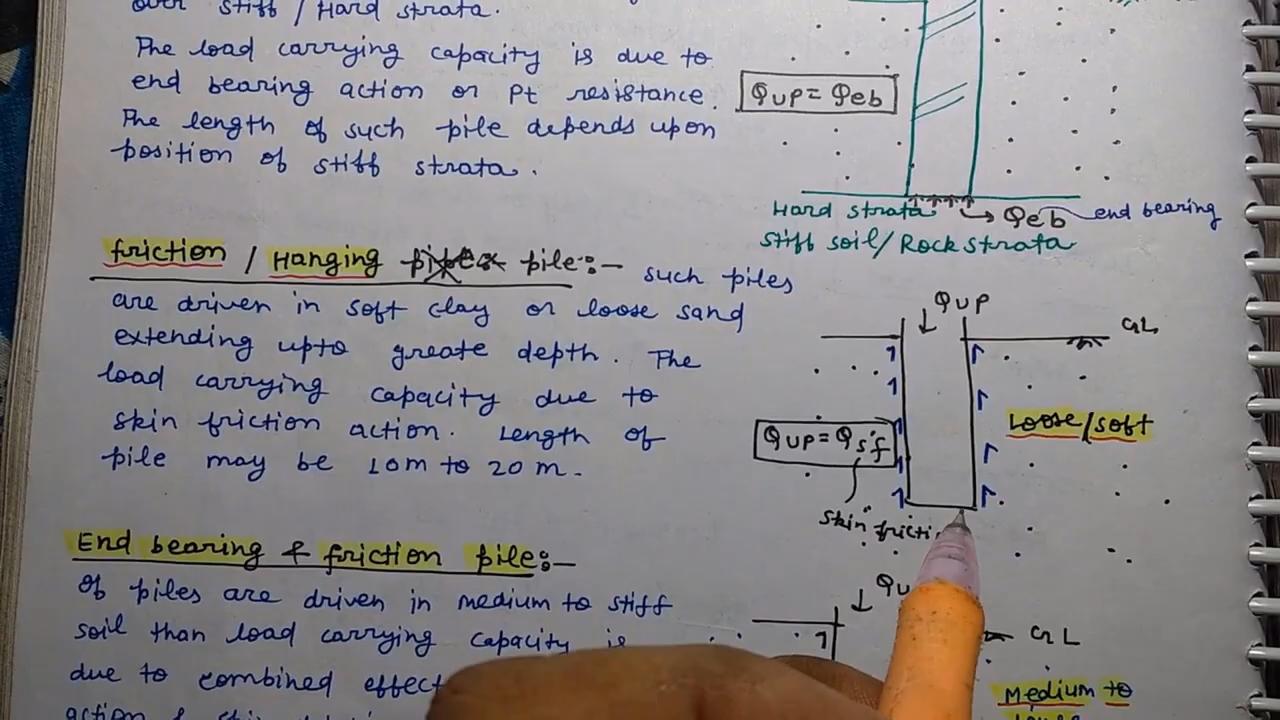 over stiff / Hard strata.
The load carrying capacity is due to
end bearing action or Pt resistance.
The length of such pile depends upon
position of stiff strata.
Qup = Qeb
Hard strata → Qeb end bearing
stiff soil / Rock strata
friction / Hanging pile:- such piles
are driven in soft clay or loose sand
extending upto greate depth. The
load carrying capacity due to
skin friction action. Length of
pile may be 10m to 20 m.
Qup
GL
Loose/soft
Qup = Qsf
skin
End bearing & friction pile:-
Of piles are driven in medium to stiff
soil than load carrying capacity is
due to combined effect
GL
Medium to